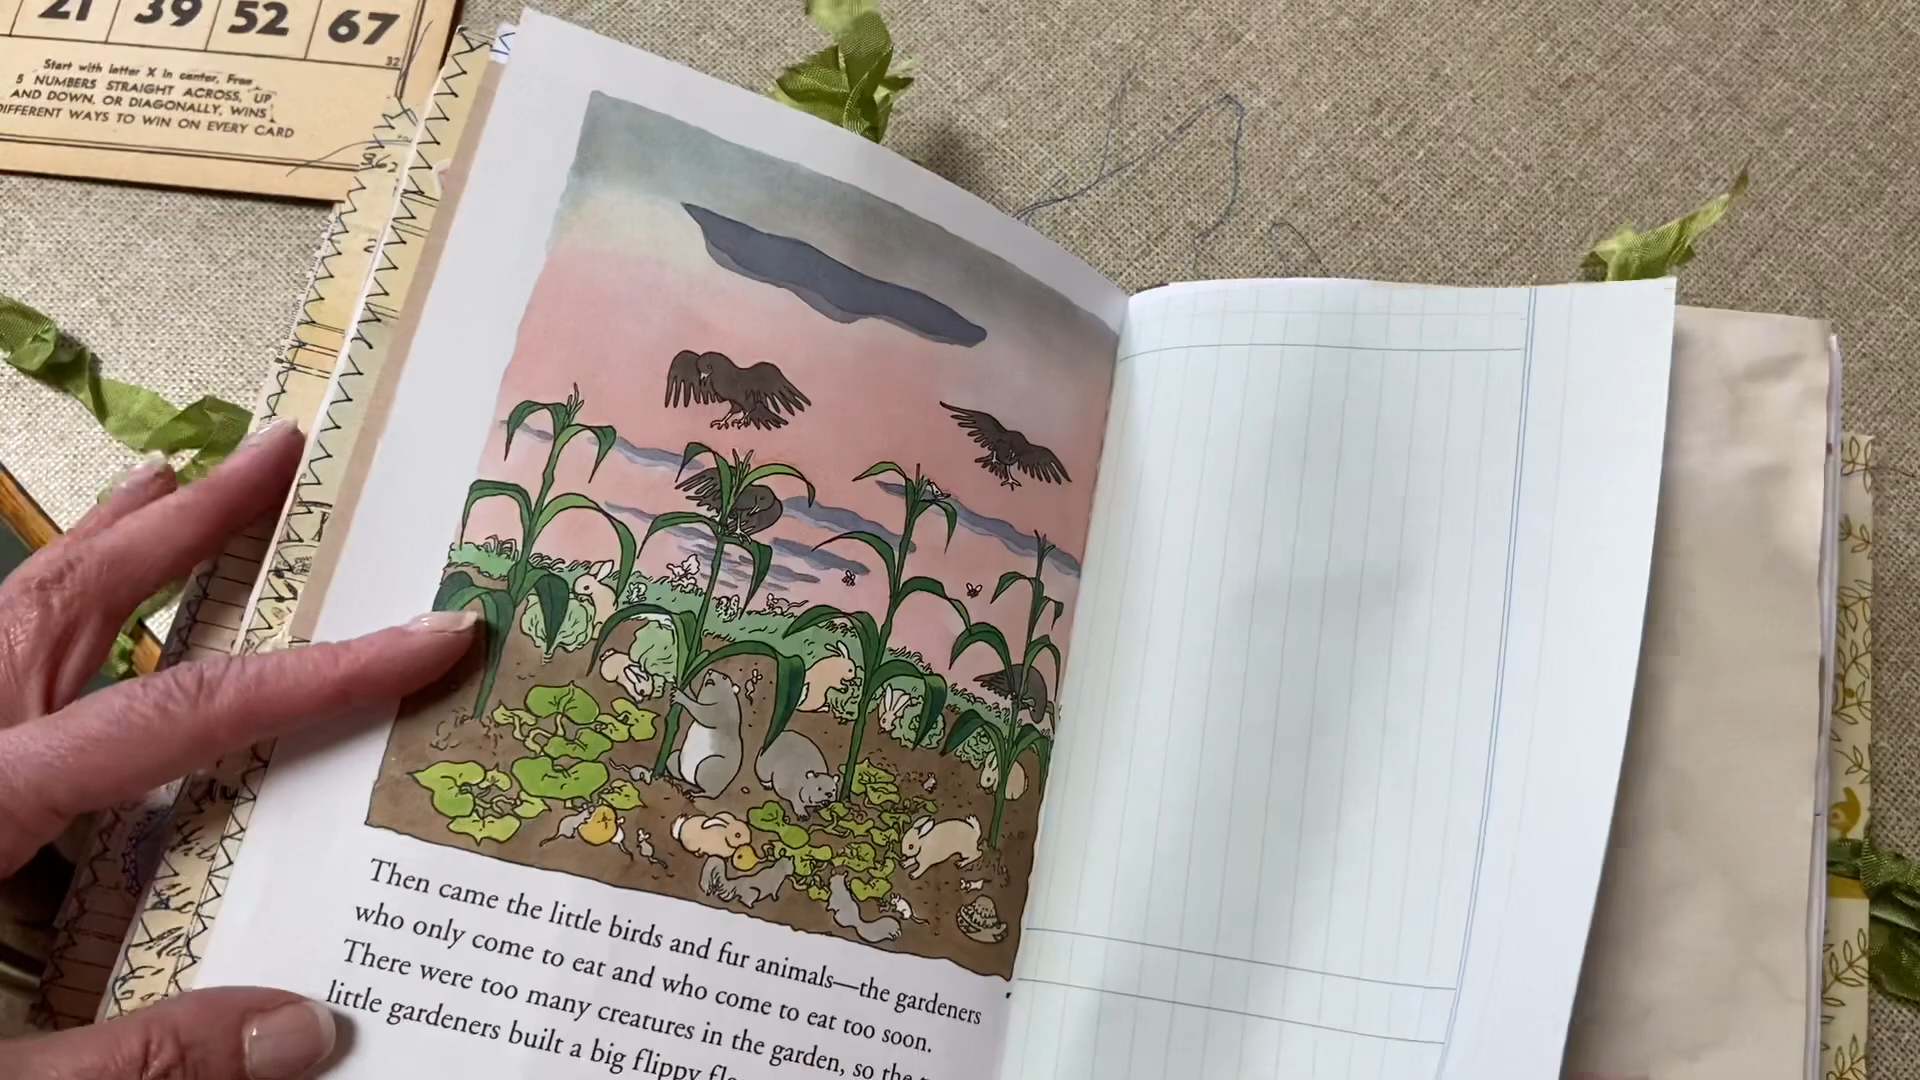 21 39 52 67
32
Start with letter X in center, Free
5 NUMBERS STRAIGHT ACROSS, UP
AND DOWN, OR DIAGONALLY, WINS
DIFFERENT WAYS TO WIN ON EVERY CARD
Then came the little birds and fur animals—the gardeners
who only come to eat and who come to eat too soon.
There were too many creatures in the garden, so the
little gardeners built a big flippy